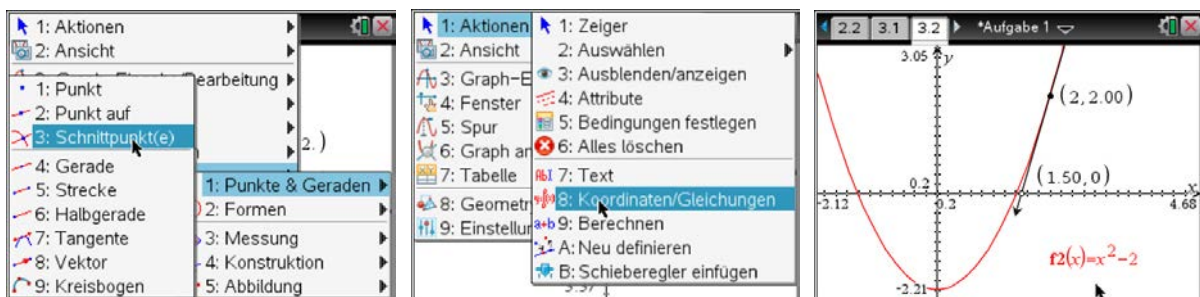 1: Aktionen
2: Ansicht
earbeitung
1: Punkt
2: Punkt auf
3: Schnittpunkt(e)
2.)
4: Gerade
5: Strecke
6: Halbgerade
7: Tangente
8: Vektor
9: Kreisbogen
1: Punkte & Geraden
2: Formen
3: Messung
4: Konstruktion
5: Abbildung
1: Aktionen
2: Ansicht
3: Graph-E
4: Fenster
5: Spur
6: Graph an
7: Tabelle
8: Geometr
9: Einstellun
1: Zeiger
2: Auswählen
3: Ausblenden/anzeigen
4: Attribute
5: Bedingungen festlegen
6: Alles löschen
7: Text
8: Koordinaten/Gleichungen
9: Berechnen
A: Neu definieren
B: Schieberegler einfügen
2.2 3.1 3.2 *Aufgabe 1
3.05 y
(2,2.00)
(1.50,0)
0.2
-2.12 0.2 x 4.68
f2(x)=x²-2
-2.21